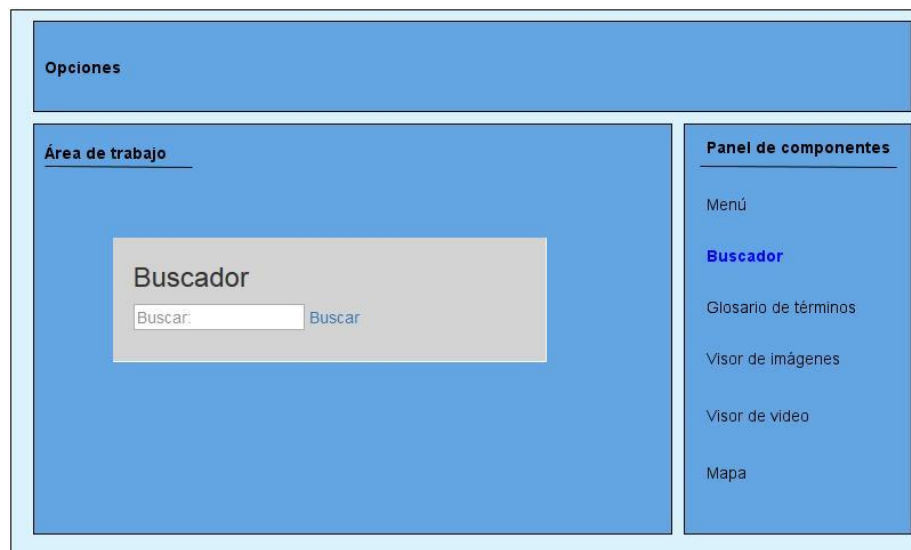 Opciones
Área de trabajo
Buscador
Buscar:
Buscar
Panel de componentes
Menú
Buscador
Glosario de términos
Visor de imágenes
Visor de video
Mapa